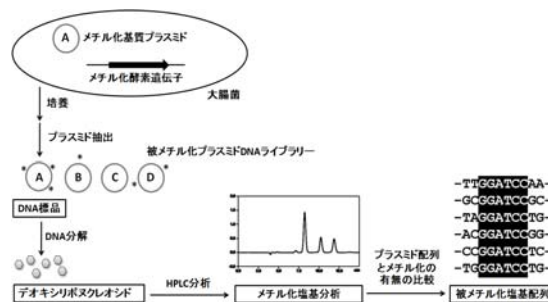 A メチル化基質プラスミド
メチル化酵素遺伝子
大腸菌
培養
プラスミド抽出
被メチル化プラスミドDNAライブラリー
* A * * * B C * D *
DNA標品
DNA分解
デオキシリボヌクレオシド
HPLC分析
メチル化塩基分析
プラスミド配列
とメチル化の
有無の比較
-TTGGATCCAA-
-GCGGATCCGC-
-TAGGATCCTG-
-ACGGATCCGG-
-CCGGATCCTC-
-TGGGATCCTG-
被メチル化塩基配列